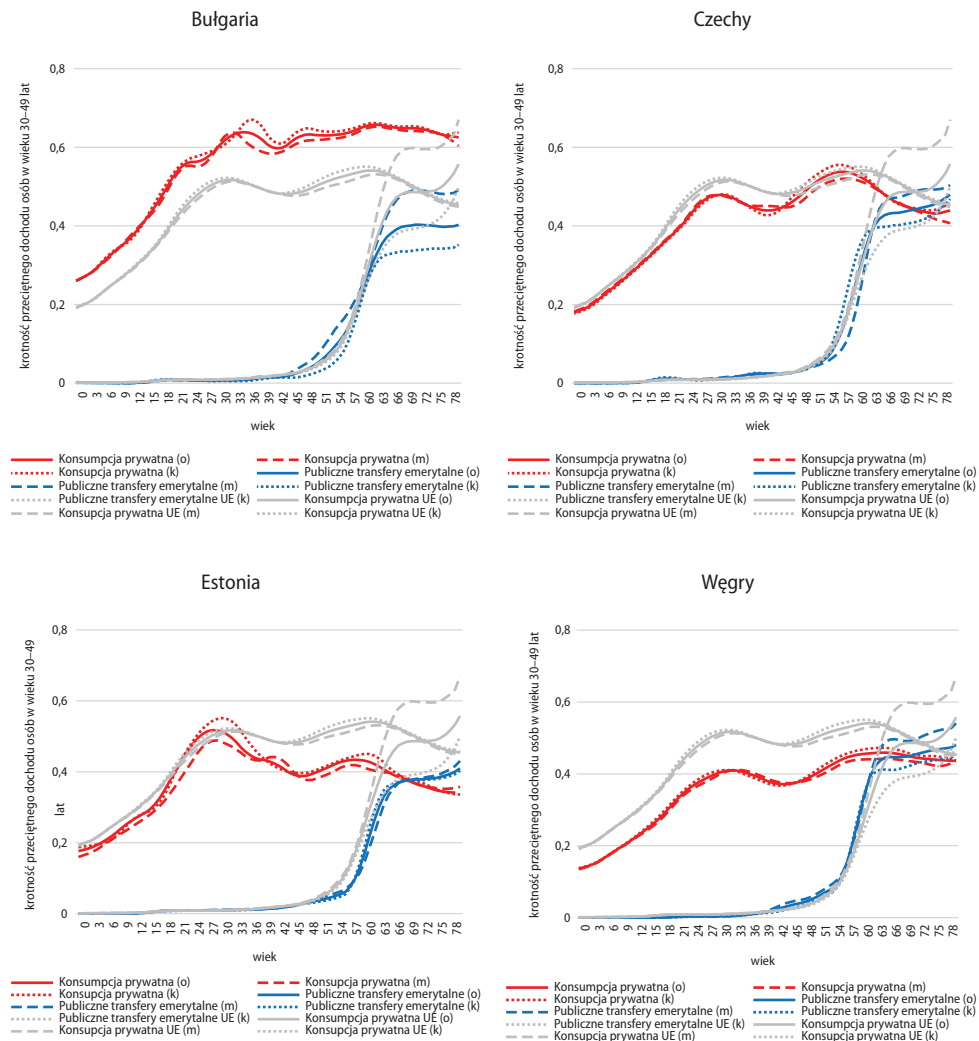 Bułgaria
krotność przeciętnego dochodu osób w wieku 30–49 lat
0,8
0,6
0,4
0,2
0
0 3 6 9 12 15 18 21 24 27 30 33 36 39 42 45 48 51 54 57 60 63 66 69 72 75 78
wiek
Konsumpcja prywatna (o)
Konsupcja prywatna (m)
Konsupcja prywatna (k)
Publiczne transfery emerytalne (o)
Publiczne transfery emerytalne (m)
Publiczne transfery emerytalne (k)
Publiczne transfery emerytalne UE (k)
Konsumpcja prywatna UE (o)
Konsupcja prywatna UE (m)
Konsupcja prywatna UE (k)
Czechy
krotność przeciętnego dochodu osób w wieku 30–49 lat
0,8
0,6
0,4
0,2
0
0 3 6 9 12 15 18 21 24 27 30 33 36 39 42 45 48 51 54 57 60 63 66 69 72 75 78
wiek
Konsumpcja prywatna (o)
Konsupcja prywatna (m)
Konsupcja prywatna (k)
Publiczne transfery emerytalne (o)
Publiczne transfery emerytalne (m)
Publiczne transfery emerytalne (k)
Publiczne transfery emerytalne UE (k)
Konsumpcja prywatna UE (o)
Konsupcja prywatna UE (m)
Konsupcja prywatna UE (k)
Estonia
krotność przeciętnego dochodu osób w wieku 30–49
lat
0,8
0,6
0,4
0,2
0
0 3 6 9 12 15 18 21 24 27 30 33 36 39 42 45 48 51 54 57 60 63 66 69 72 75 78
wiek
Konsumpcja prywatna (o)
Konsupcja prywatna (m)
Konsupcja prywatna (k)
Publiczne transfery emerytalne (o)
Publiczne transfery emerytalne (m)
Publiczne transfery emerytalne (k)
Publiczne transfery emerytalne UE (k)
Konsumpcja prywatna UE (o)
Konsupcja prywatna UE (m)
Konsupcja prywatna UE (k)
Węgry
krotność przeciętnego dochodu osób w wieku 30–49 lat
0,8
0,6
0,4
0,2
0
0 3 6 9 12 15 18 21 24 27 30 33 36 39 42 45 48 51 54 57 60 63 66 69 72 75 78
wiek
Konsumpcja prywatna (o)
Konsupcja prywatna (m)
Konsupcja prywatna (k)
Publiczne transfery emerytalne (o)
Publiczne transfery emerytalne (m)
Publiczne transfery emerytalne (k)
Publiczne transfery emerytalne UE (k)
Konsumpcja prywatna UE (o)
Konsupcja prywatna UE (m)
Konsupcja prywatna UE (k)